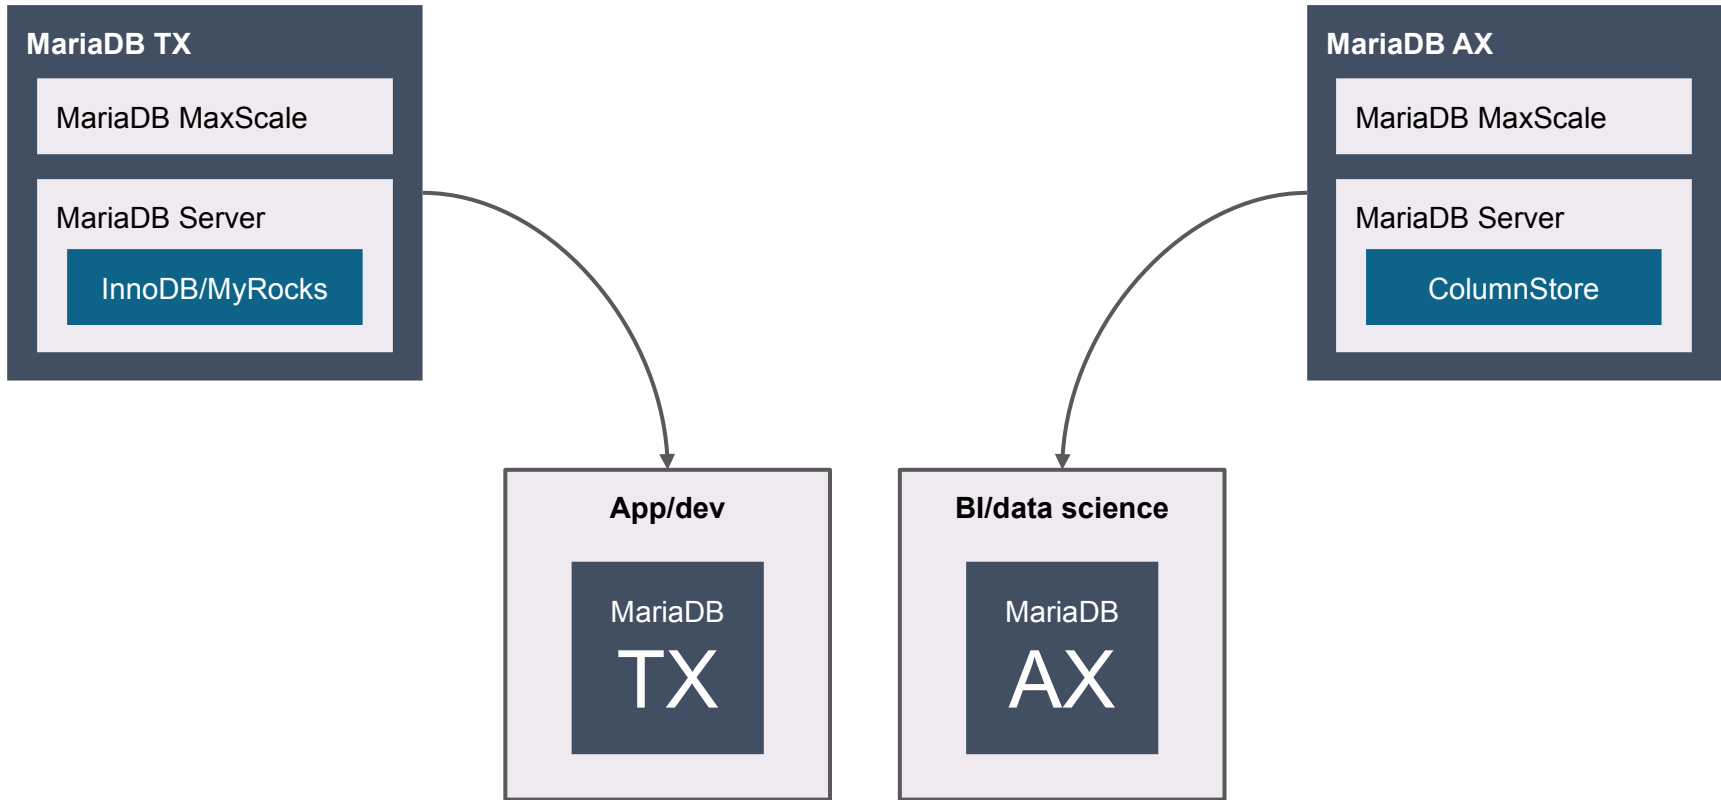 MariaDB TX
MariaDB MaxScale
MariaDB Server
InnoDB/MyRocks
MariaDB AX
MariaDB MaxScale
MariaDB Server
ColumnStore
App/dev
MariaDB
TX
BI/data science
MariaDB
AX